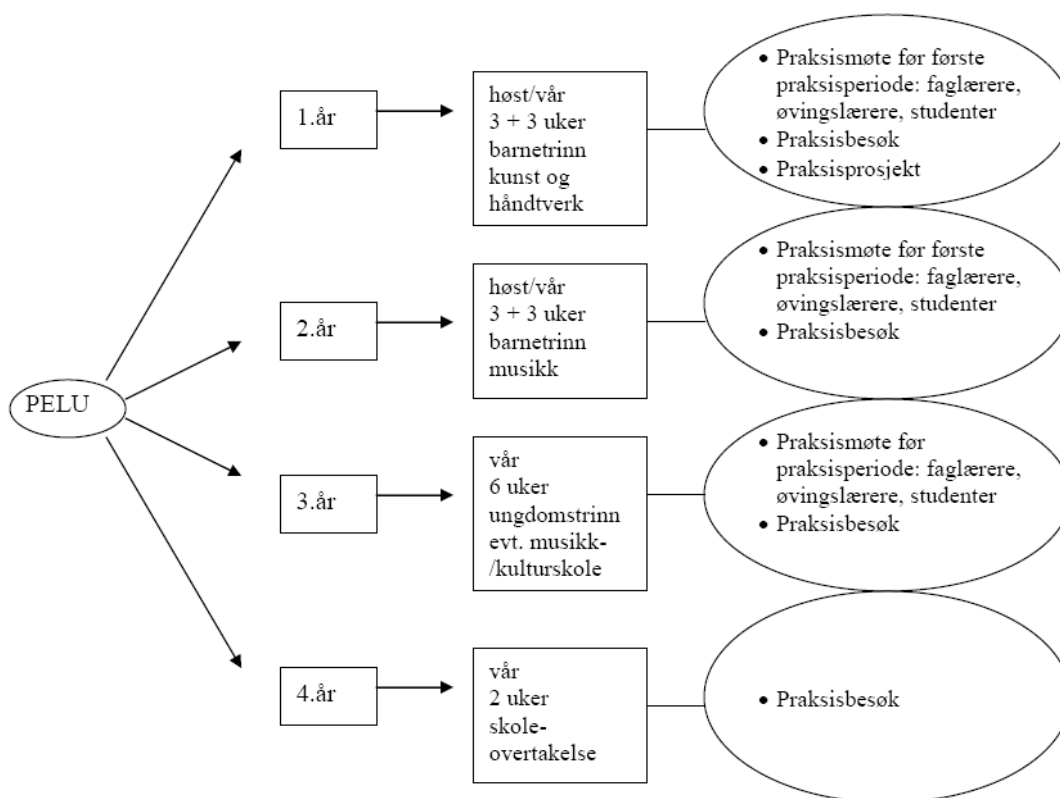 PELU
1.år
høst/vår
3 + 3 uker
barnetrinn
kunst og
håndtverk
• Praksismøte før første
praksisperiode: faglærere,
øvingslærere, studenter
• Praksisbesøk
• Praksisprosjekt
2.år
høst/vår
3 + 3 uker
barnetrinn
musikk
• Praksismøte før første
praksisperiode: faglærere,
øvingslærere, studenter
• Praksisbesøk
3.år
vår
6 uker
ungdomstrinn
evt. musikk-
/kulturskole
• Praksismøte før
praksisperiode: faglærere,
øvingslærere, studenter
• Praksisbesøk
4.år
vår
2 uker
skole-
overtakelse
• Praksisbesøk